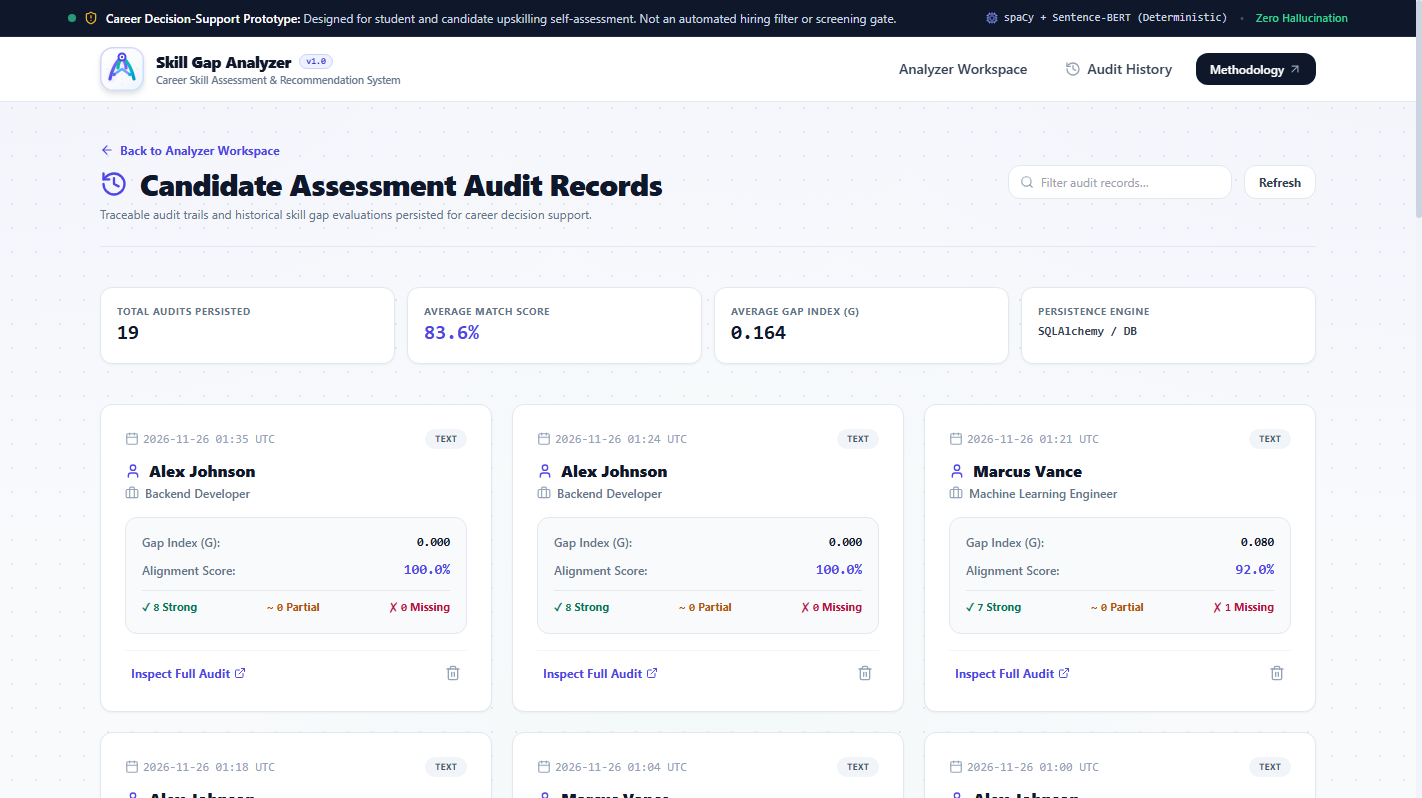 Career Decision-Support Prototype: Designed for student and candidate upskilling self-assessment. Not an automated hiring filter or screening gate.
spaCy + Sentence-BERT (Deterministic) · Zero Hallucination
Skill Gap Analyzer v1.0
Career Skill Assessment & Recommendation System
Analyzer Workspace
Audit History
Methodology ↗
← Back to Analyzer Workspace
Candidate Assessment Audit Records
Traceable audit trails and historical skill gap evaluations persisted for career decision support.
Filter audit records...
Refresh
TOTAL AUDITS PERSISTED
19
AVERAGE MATCH SCORE
83.6%
AVERAGE GAP INDEX (G)
0.164
PERSISTENCE ENGINE
SQLAlchemy / DB
2026-11-26 01:35 UTC TEXT
Alex Johnson
Backend Developer
Gap Index (G): 0.000
Alignment Score: 100.0%
✓ 8 Strong ~ 0 Partial ✗ 0 Missing
Inspect Full Audit
2026-11-26 01:24 UTC TEXT
Alex Johnson
Backend Developer
Gap Index (G): 0.000
Alignment Score: 100.0%
✓ 8 Strong ~ 0 Partial ✗ 0 Missing
Inspect Full Audit
2026-11-26 01:21 UTC TEXT
Marcus Vance
Machine Learning Engineer
Gap Index (G): 0.080
Alignment Score: 92.0%
✓ 7 Strong ~ 0 Partial ✗ 1 Missing
Inspect Full Audit
2026-11-26 01:18 UTC TEXT
Alex Johnson
2026-11-26 01:04 UTC TEXT
Marcus Vance
2026-11-26 01:00 UTC TEXT
Alex Johnson